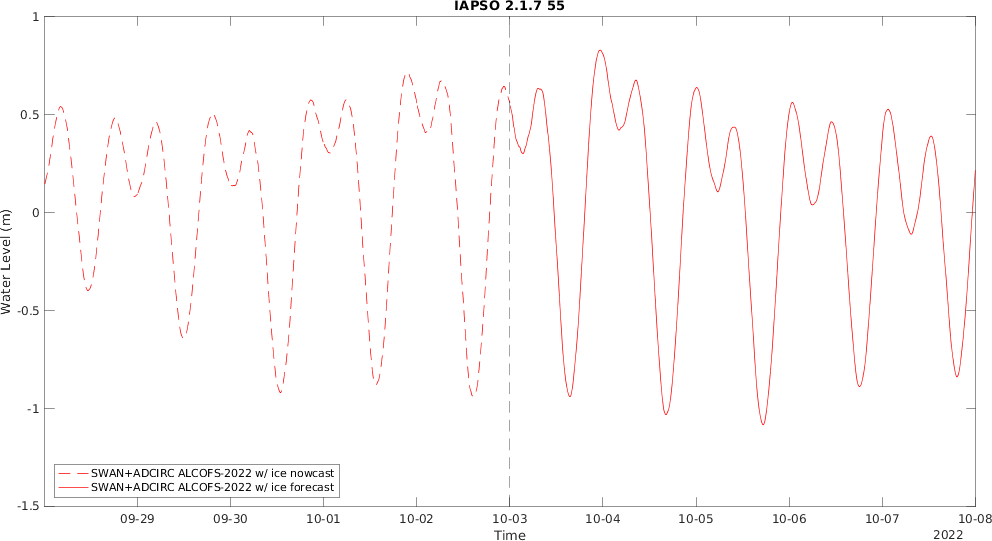 IAPSO 2.1.7 55
1
0.5
0
-0.5
-1
-1.5
Water Level (m)
SWAN+ADCIRC ALCOFS-2022 w/ ice nowcast
SWAN+ADCIRC ALCOFS-2022 w/ ice forecast
09-29 09-30 10-01 10-02 10-03 10-04 10-05 10-06 10-07 10-08
Time
2022